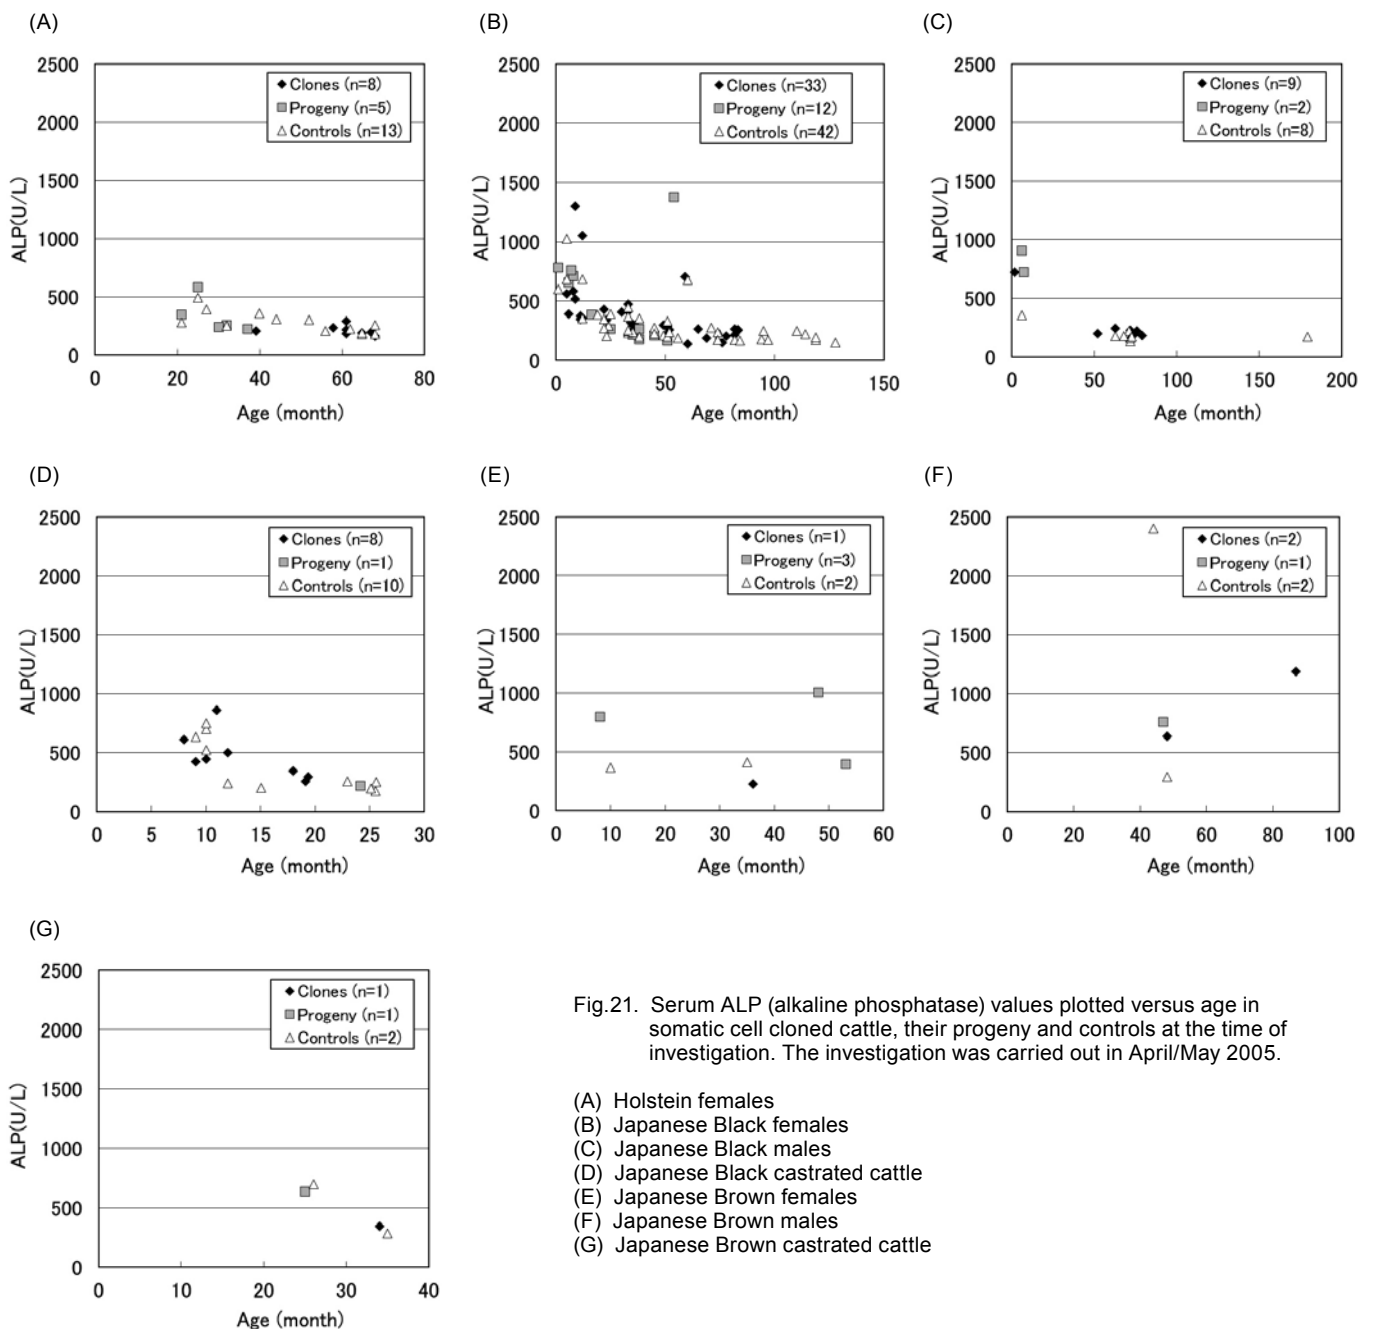 (A)
2500
2000
1500
1000
500
0
0 20 40 60 80
ALP(U/L)
Age (month)
Clones (n=8)
Progeny (n=5)
Controls (n=13)
(B)
2500
2000
1500
1000
500
0
0 50 100 150
ALP(U/L)
Age (month)
Clones (n=33)
Progeny (n=12)
Controls (n=42)
(C)
2500
2000
1500
1000
500
0
0 50 100 150 200
ALP(U/L)
Age (month)
Clones (n=9)
Progeny (n=2)
Controls (n=8)
(D)
2500
2000
1500
1000
500
0
0 5 10 15 20 25 30
ALP(U/L)
Age (month)
Clones (n=8)
Progeny (n=1)
Controls (n=10)
(E)
2500
2000
1500
1000
500
0
0 10 20 30 40 50 60
ALP(U/L)
Age (month)
Clones (n=1)
Progeny (n=3)
Controls (n=2)
(F)
2500
2000
1500
1000
500
0
0 20 40 60 80 100
ALP(U/L)
Age (month)
Clones (n=2)
Progeny (n=1)
Controls (n=2)
(G)
2500
2000
1500
1000
500
0
0 10 20 30 40
ALP(U/L)
Age (month)
Clones (n=1)
Progeny (n=1)
Controls (n=2)
Fig.21. Serum ALP (alkaline phosphatase) values plotted versus age in
somatic cell cloned cattle, their progeny and controls at the time of
investigation. The investigation was carried out in April/May 2005.
(A) Holstein females
(B) Japanese Black females
(C) Japanese Black males
(D) Japanese Black castrated cattle
(E) Japanese Brown females
(F) Japanese Brown males
(G) Japanese Brown castrated cattle